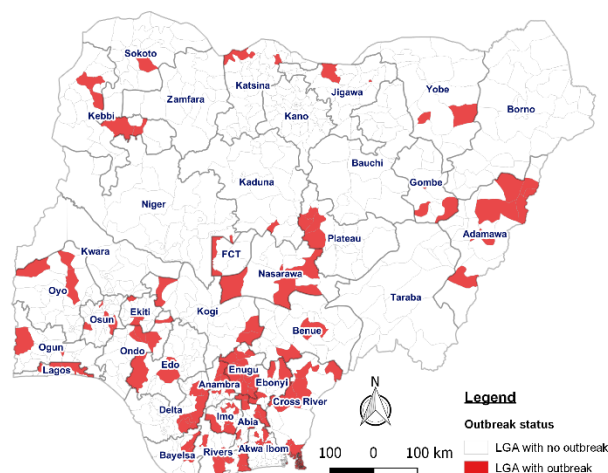 Sokoto
Katsina
Jigawa
Yobe
Borno
Zamfara
Kebbi
Kano
Bauchi
Gombe
Kaduna
Niger
Plateau
Adamawa
FCT
Kwara
Nasarawa
Taraba
Oyo
Kogi
Osun
Ekiti
Benue
Ogun
Ondo
Lagos
Edo
Enugu
Anambra
Ebonyi
Cross River
Delta
Imo
Abia
Bayelsa
Rivers
Akwa Ibom
N
Legend
Outbreak status
LGA with no outbreak
LGA with outbreak
100 0 100 km